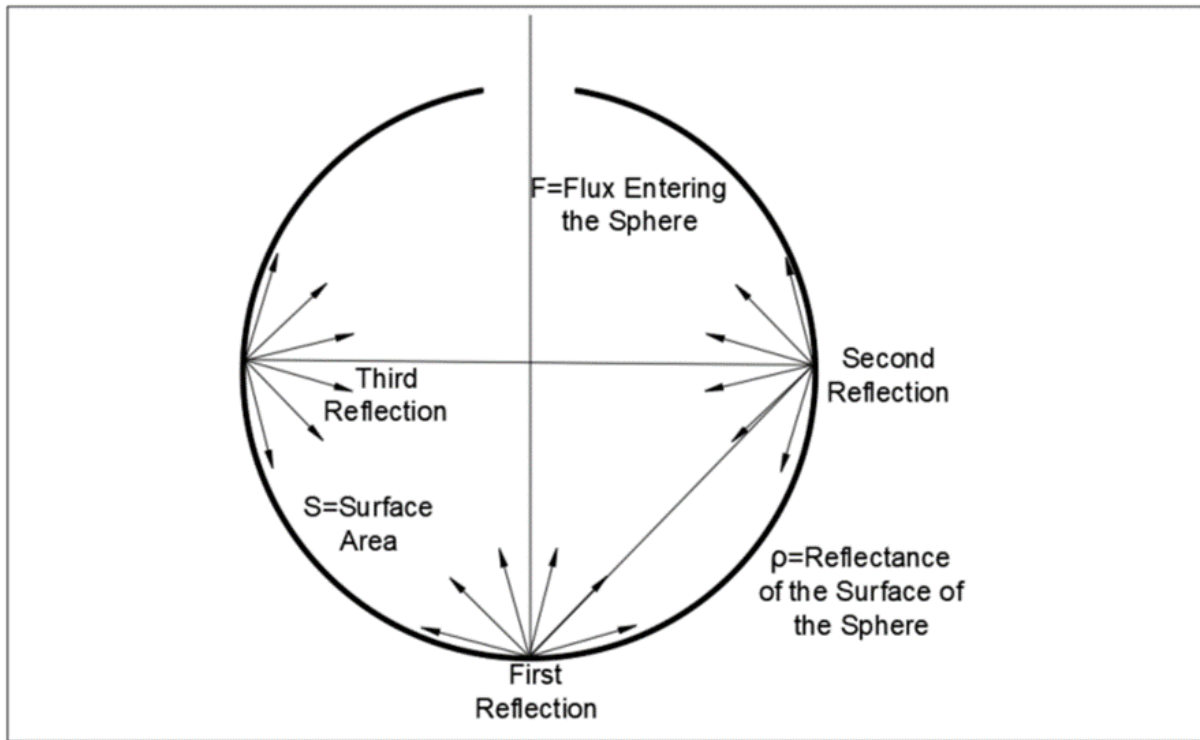 F=Flux Entering
the Sphere
Second
Reflection
Third
Reflection
S=Surface
Area
ρ=Reflectance
of the Surface of
the Sphere
First
Reflection